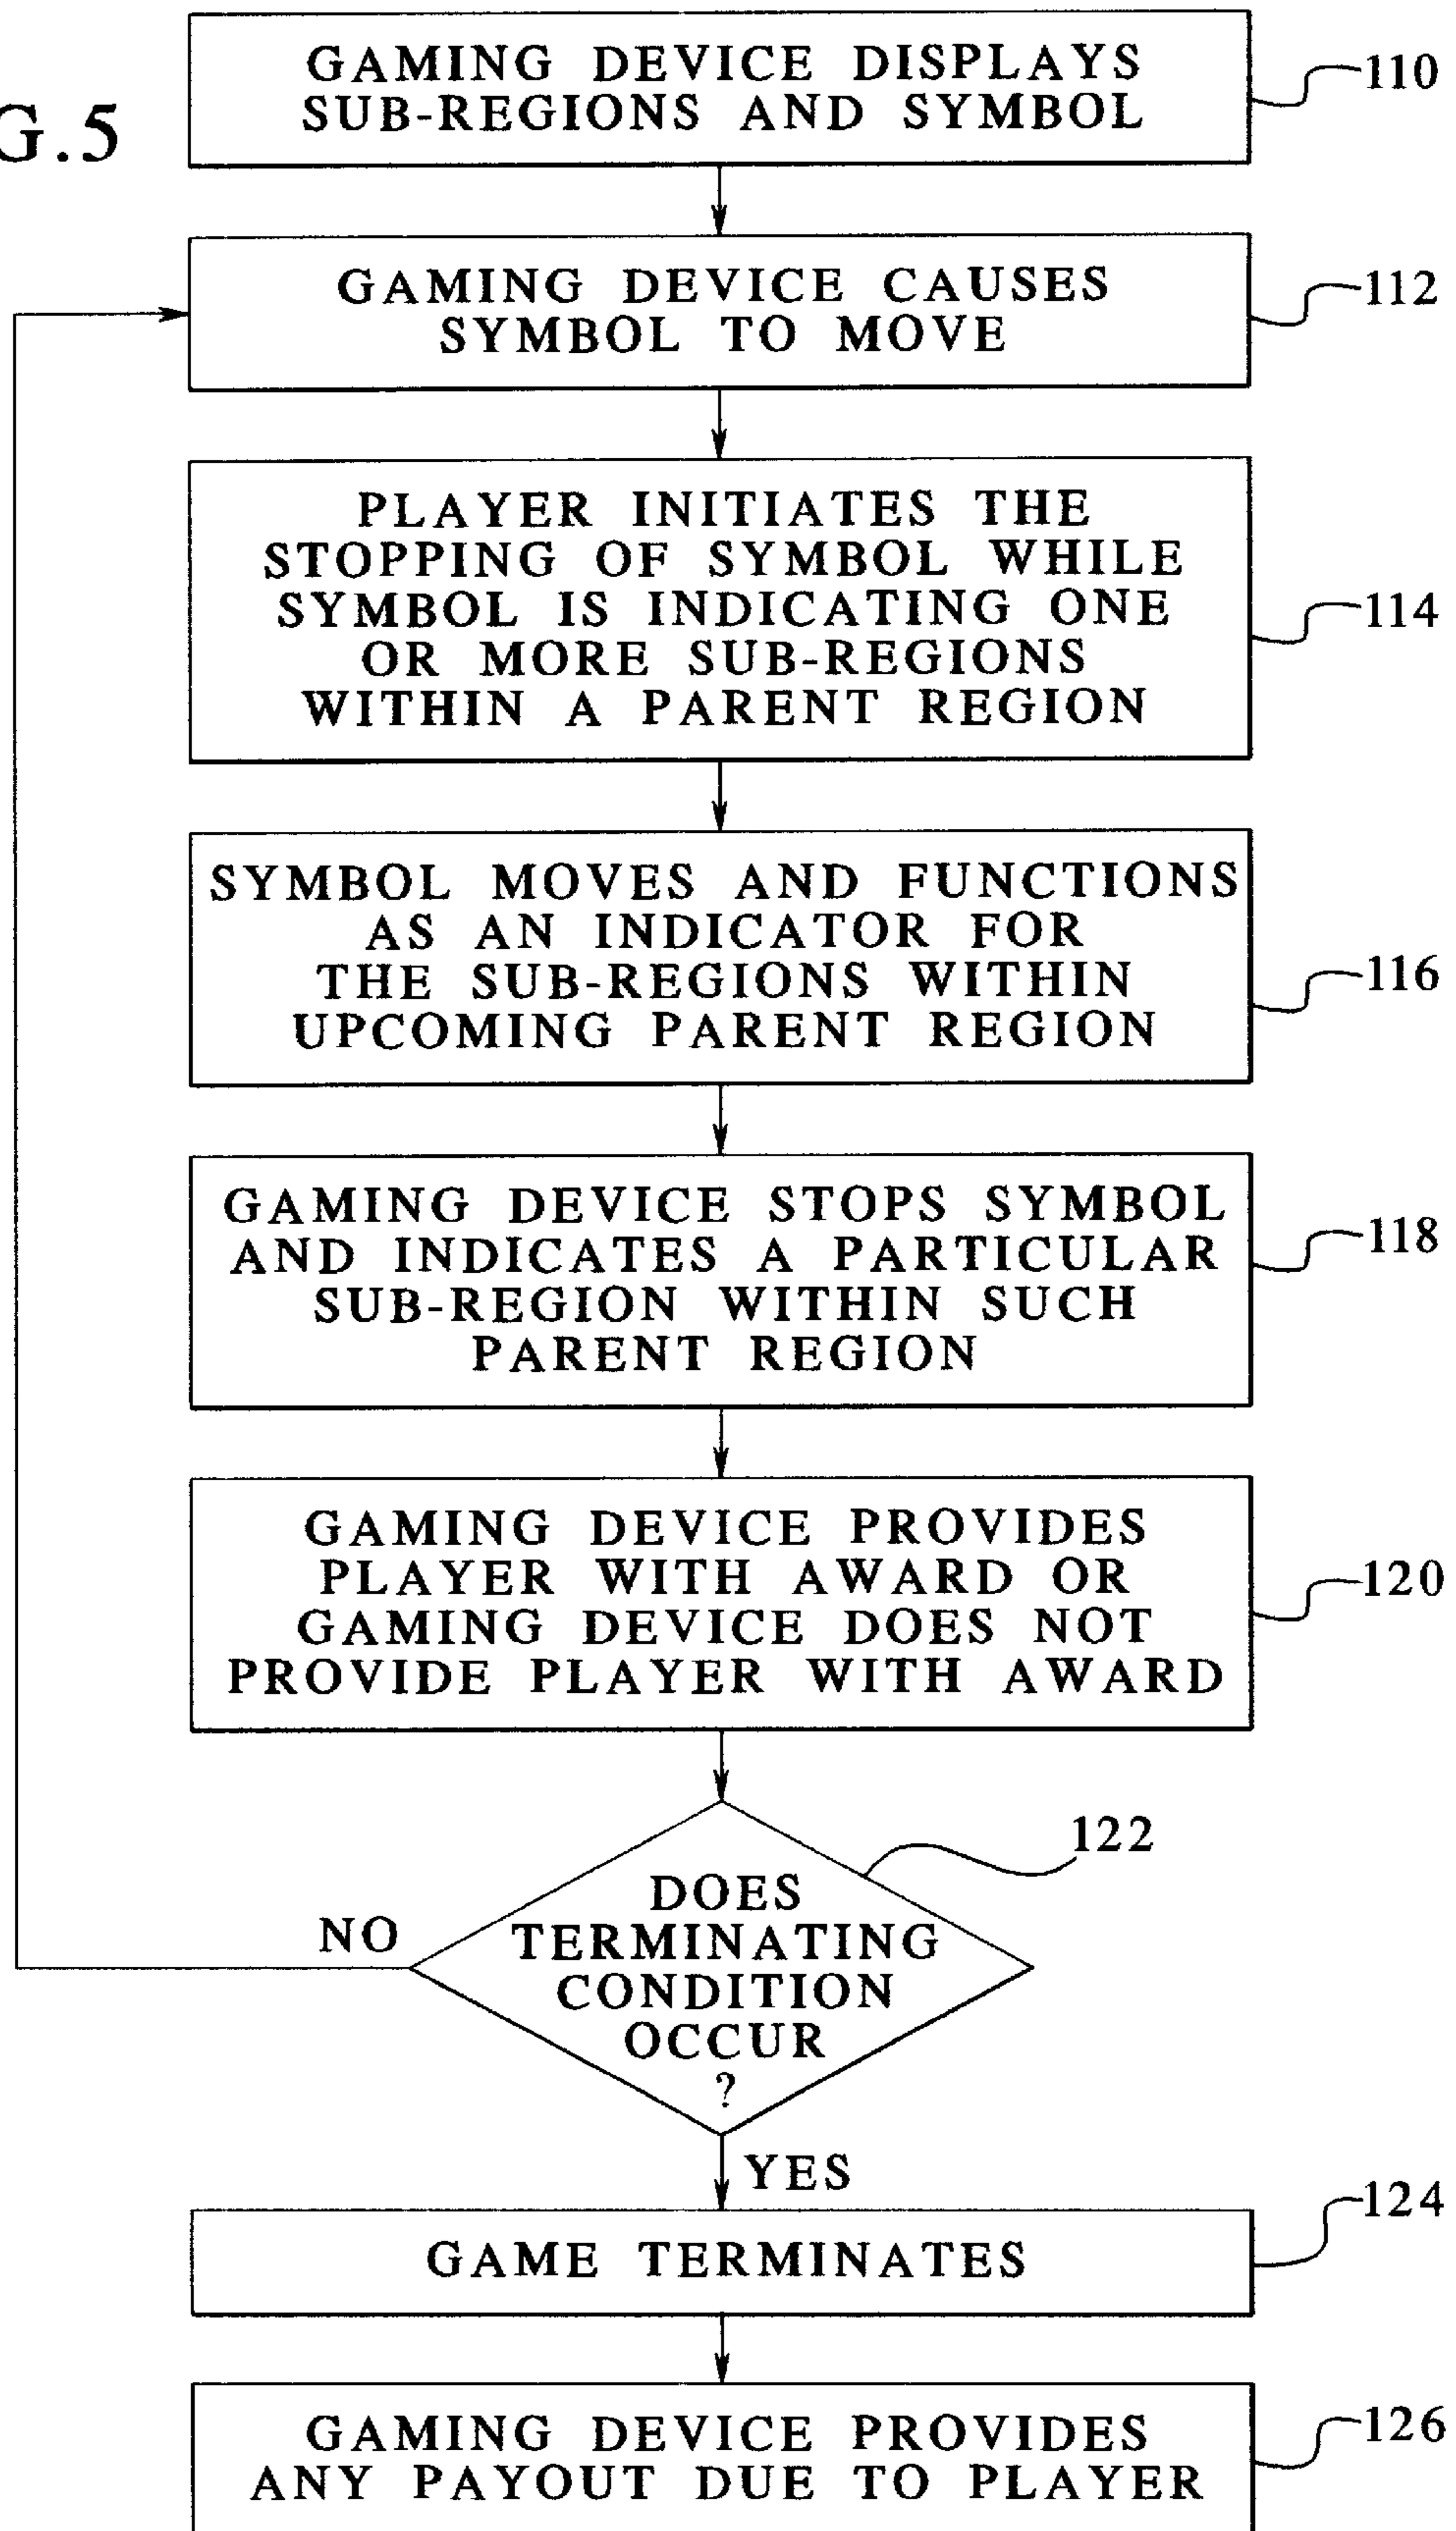 G.5
GAMING DEVICE DISPLAYS
SUB-REGIONS AND SYMBOL
110
GAMING DEVICE CAUSES
SYMBOL TO MOVE
112
PLAYER INITIATES THE
STOPPING OF SYMBOL WHILE
SYMBOL IS INDICATING ONE
OR MORE SUB-REGIONS
WITHIN A PARENT REGION
114
SYMBOL MOVES AND FUNCTIONS
AS AN INDICATOR FOR
THE SUB-REGIONS WITHIN
UPCOMING PARENT REGION
116
GAMING DEVICE STOPS SYMBOL
AND INDICATES A PARTICULAR
SUB-REGION WITHIN SUCH
PARENT REGION
118
GAMING DEVICE PROVIDES
PLAYER WITH AWARD OR
GAMING DEVICE DOES NOT
PROVIDE PLAYER WITH AWARD
120
122
DOES
TERMINATING
CONDITION
OCCUR
?
NO
YES
GAME TERMINATES
124
GAMING DEVICE PROVIDES
ANY PAYOUT DUE TO PLAYER
126